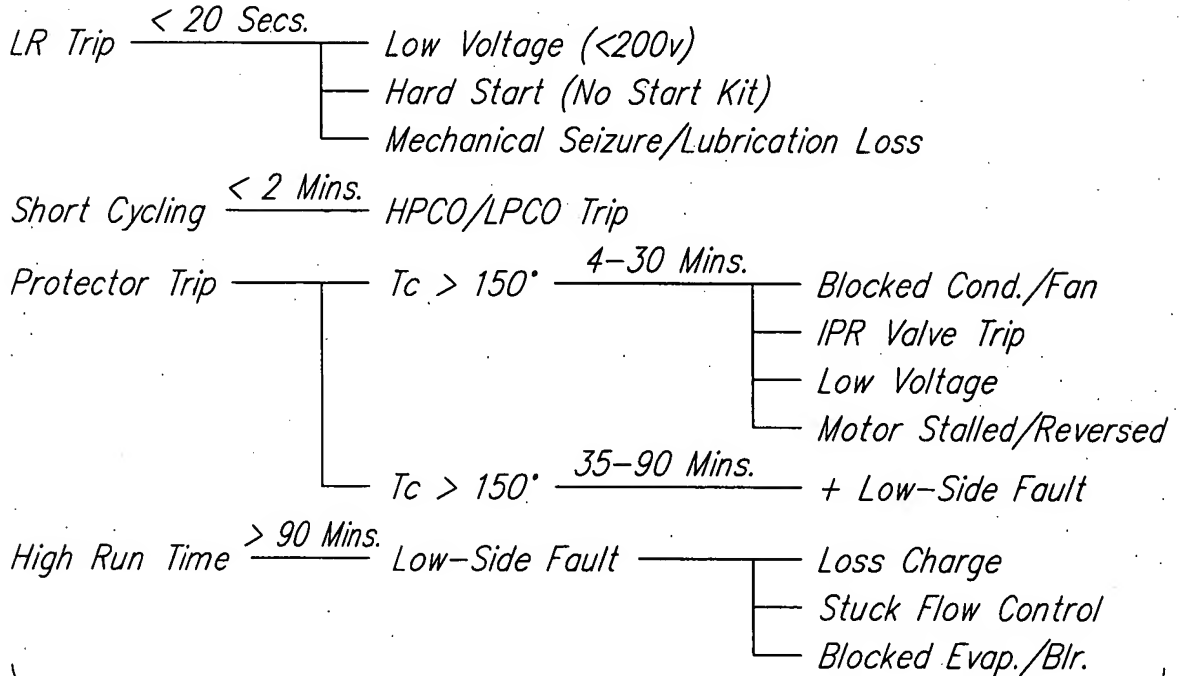 LR Trip < 20 Secs. Low Voltage (<200v)
Hard Start (No Start Kit)
Mechanical Seizure/Lubrication Loss
Short Cycling < 2 Mins. HPCO/LPCO Trip
Protector Trip Tc > 150° 4-30 Mins. Blocked Cond./Fan
IPR Valve Trip
Low Voltage
Motor Stalled/Reversed
Tc > 150° 35-90 Mins. + Low-Side Fault
High Run Time > 90 Mins. Low-Side Fault Loss Charge
Stuck Flow Control
Blocked Evap./Blr.